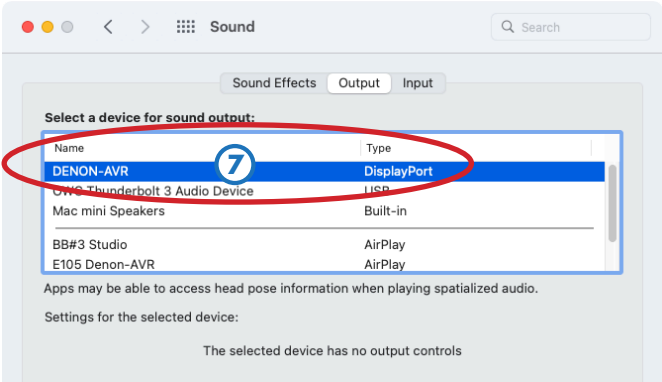 Sound
Search
Sound Effects Output Input
Select a device for sound output:
Name Type
DENON-AVR 7 DisplayPort
OWC Thunderbolt 3 Audio Device USB
Mac mini Speakers Built-in
BB#3 Studio AirPlay
E105 Denon-AVR AirPlay
Apps may be able to access head pose information when playing spatialized audio.
Settings for the selected device:
The selected device has no output controls